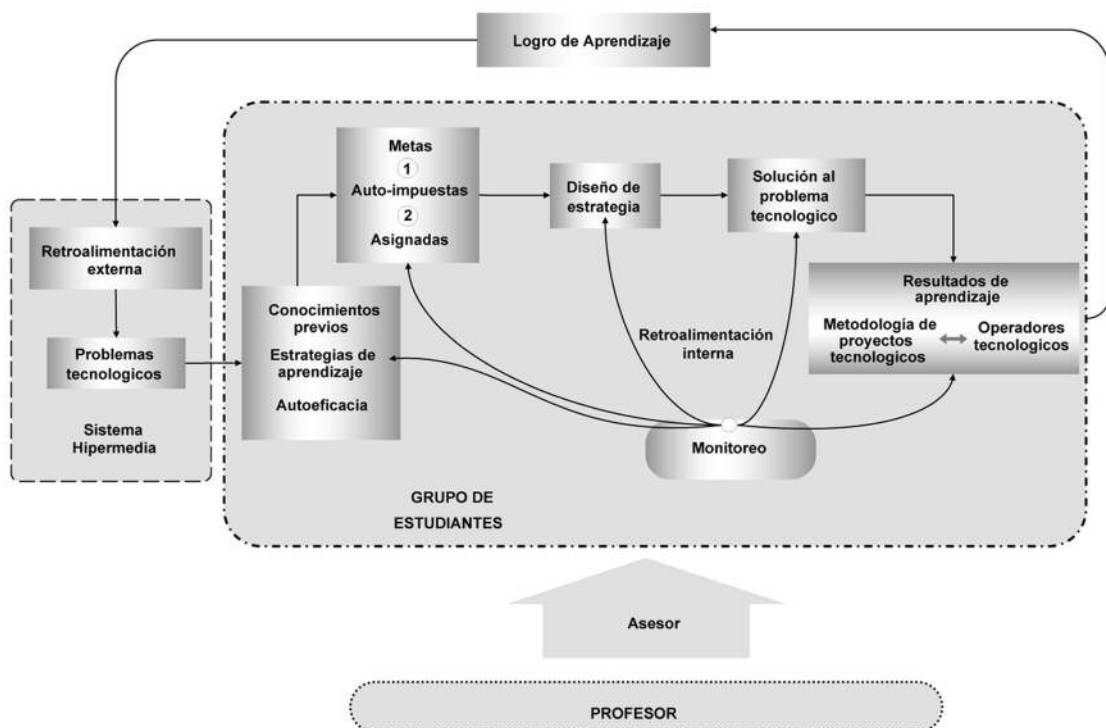 Logro de Aprendizaje
Metas
1
Auto-impuestas
2
Asignadas
Diseño de
estrategia
Solución al
problema
tecnologico
Retroalimentación
externa
Problemas
tecnologicos
Sistema
Hipermedia
Conocimientos
previos
Estrategias de
aprendizaje
Autoeficacia
Retroalimentación
interna
Resultados de
aprendizaje
Metodología de
proyectos
tecnologicos
Operadores
tecnologicos
Monitoreo
GRUPO DE
ESTUDIANTES
Asesor
PROFESOR